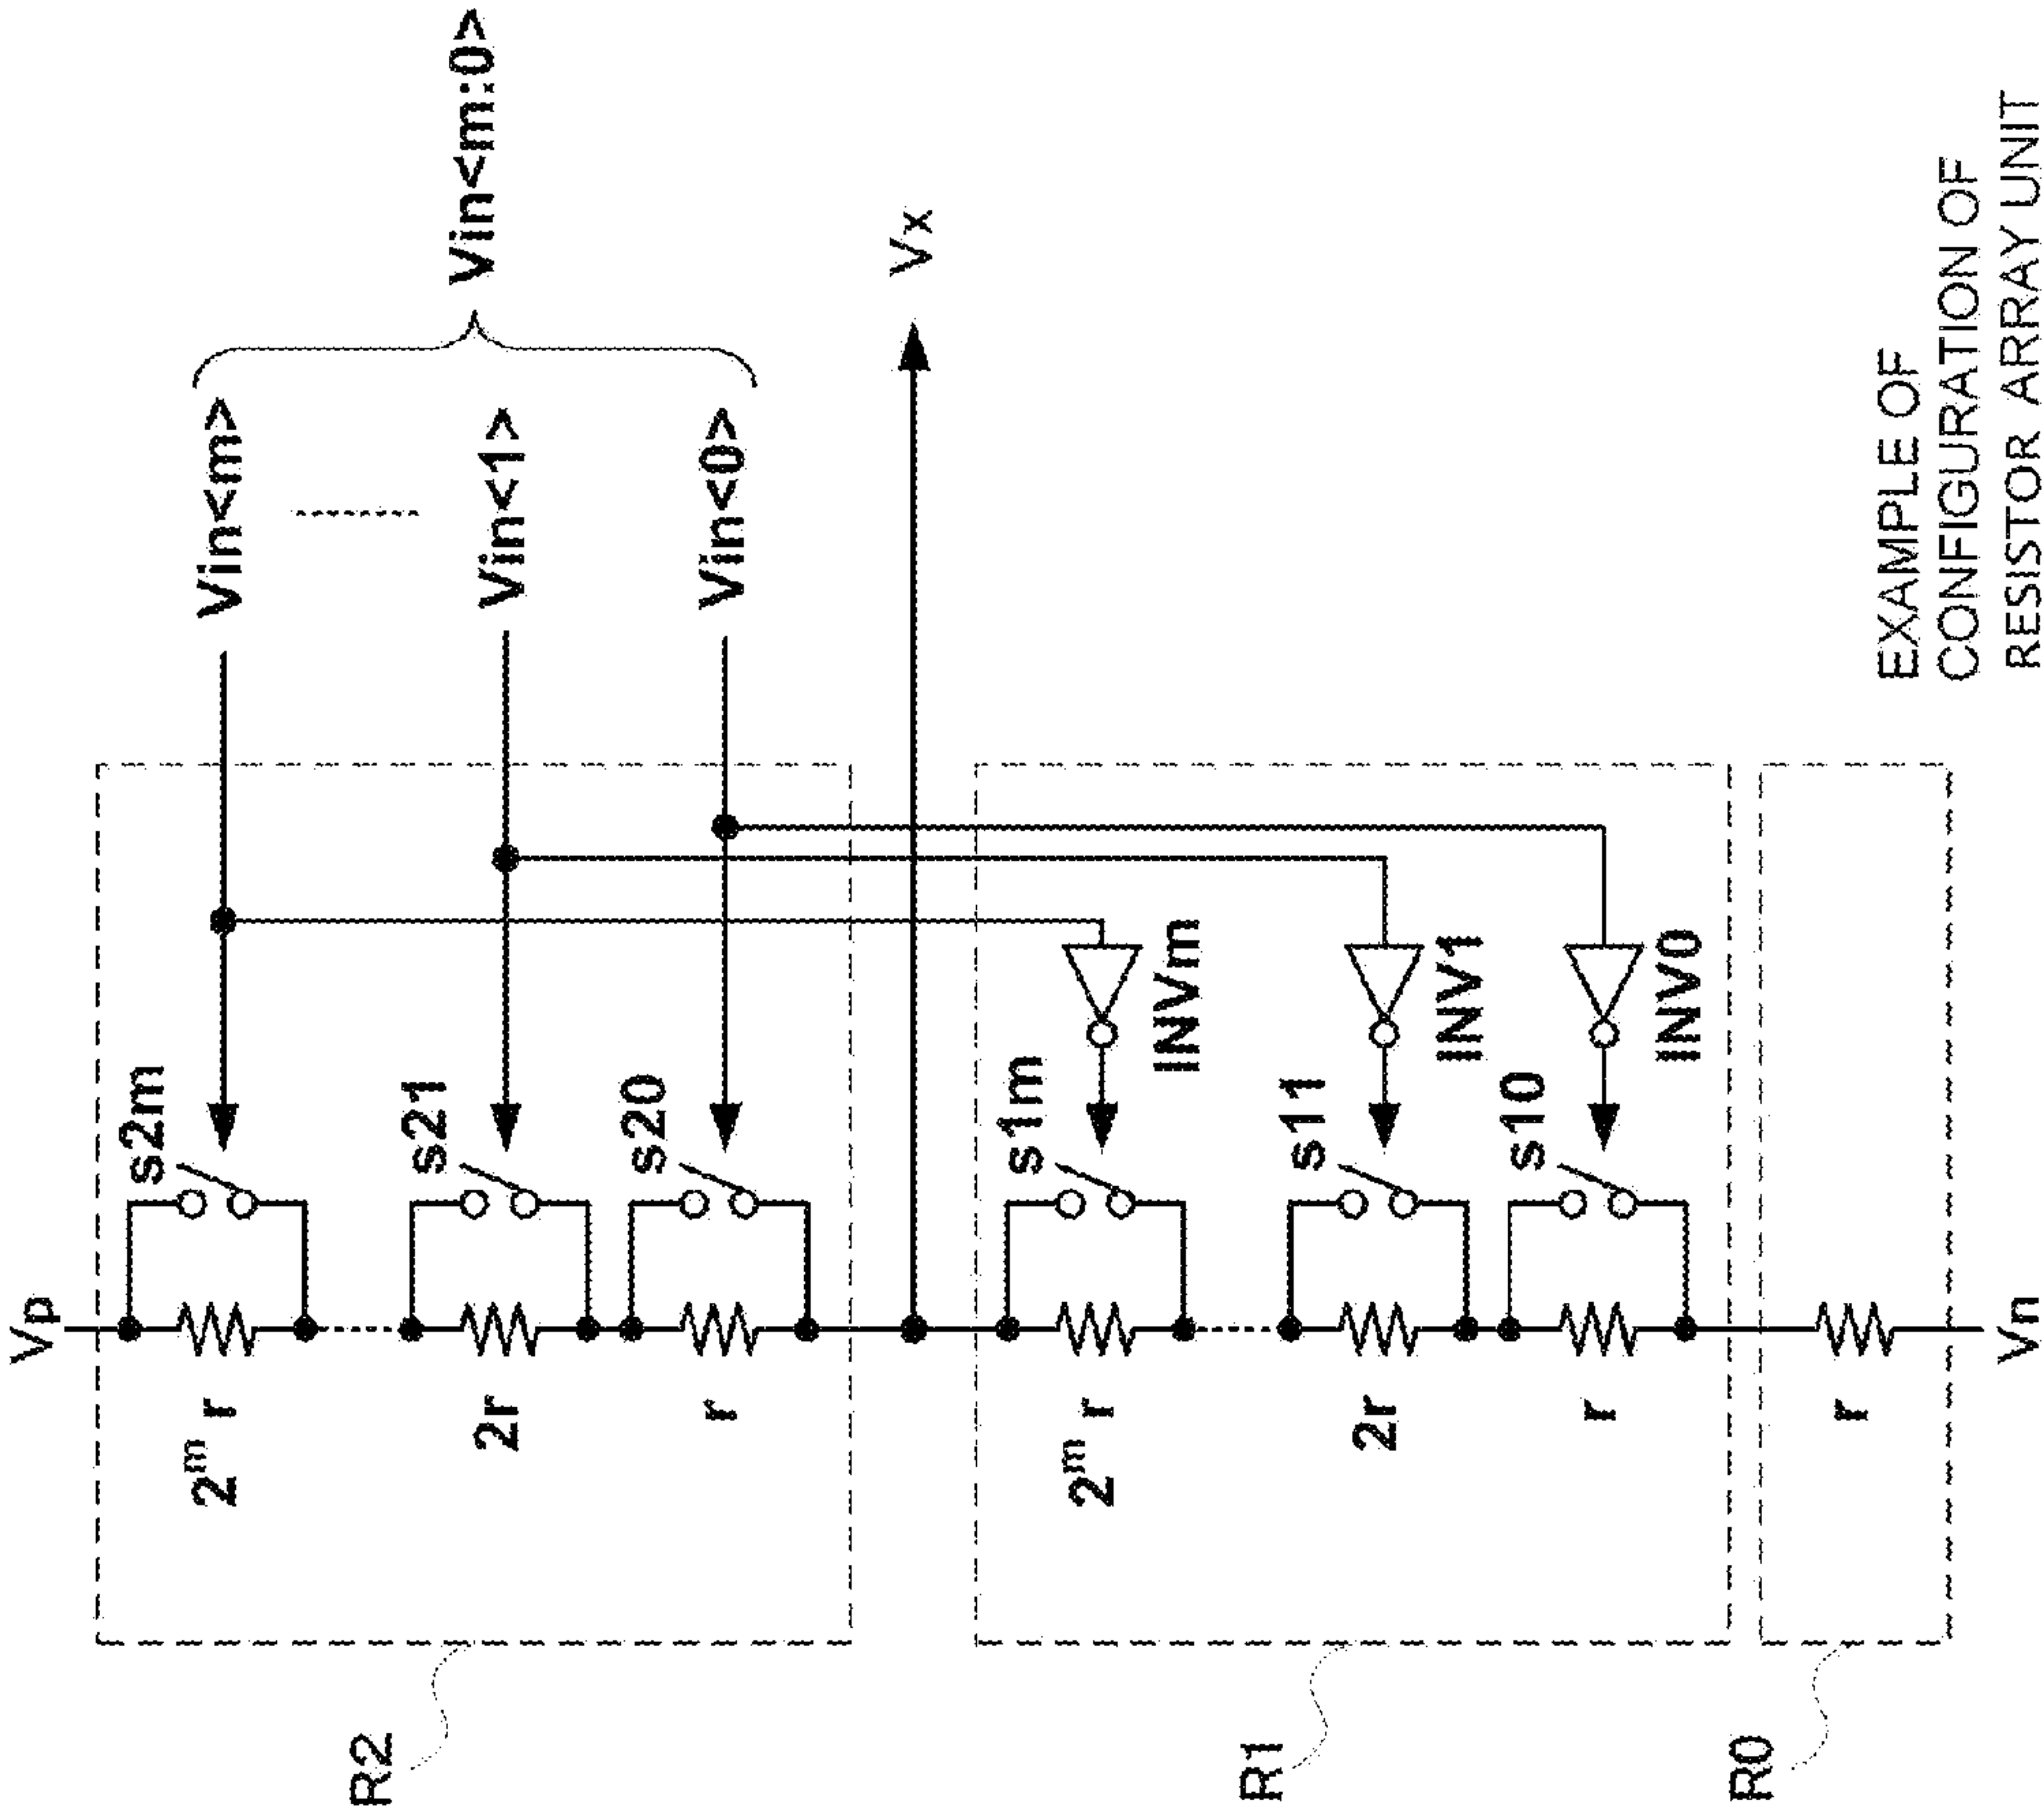 Vp
s2m
2ᵐ r
Vin<m>
s21
2r
Vin<1>
s20
r
Vin<0>
Vin<m:0>
R2
Vx
s1m
2ᵐ r
INVm
s11
2r
INV1
s10
r
INV0
R1
r
R0
Vn
EXAMPLE OF
CONFIGURATION OF
RESISTOR ARRAY UNIT